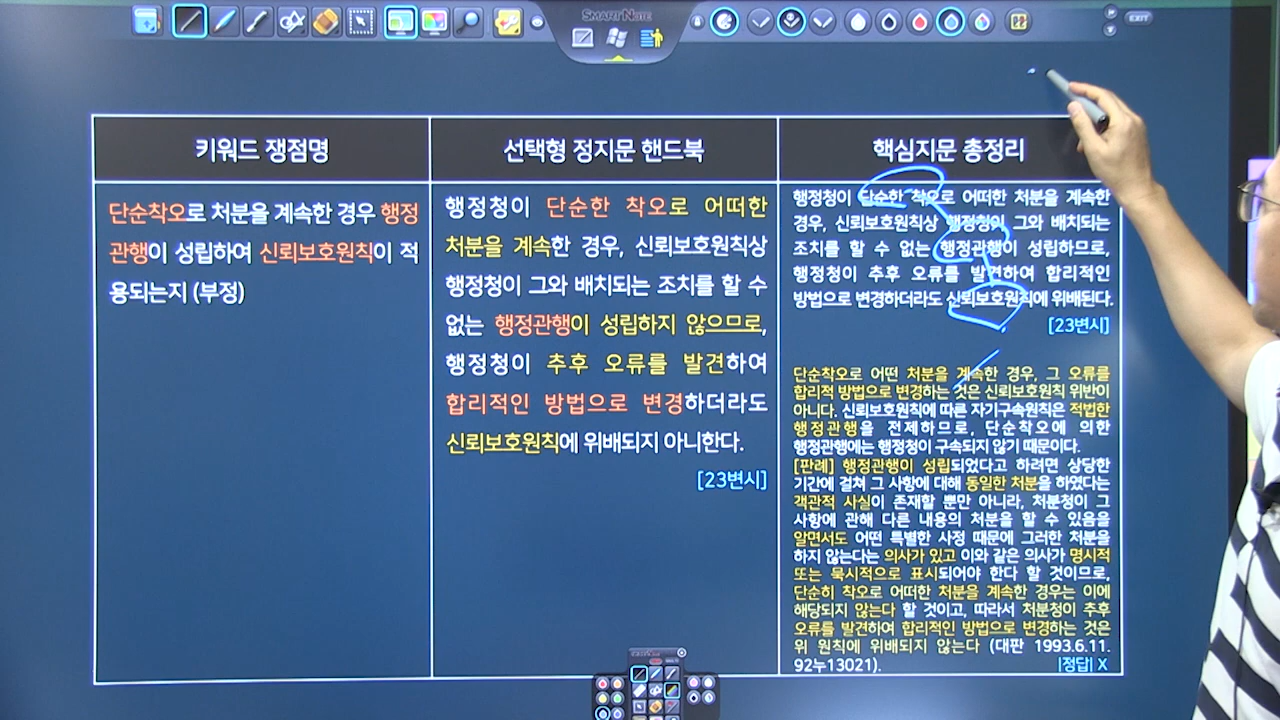 SMART NOTE
EXIT
키워드 쟁점명
선택형 정지문 핸드북
핵심지문 총정리
단순착오로 처분을 계속한 경우 행정
관행이 성립하여 신뢰보호원칙이 적
용되는지 (부정)
행정청이 단순한 착오로 어떠한
처분을 계속한 경우, 신뢰보호원칙상
행정청이 그와 배치되는 조치를 할 수
없는 행정관행이 성립하지 않으므로,
행정청이 추후 오류를 발견하여
합리적인 방법으로 변경하더라도
신뢰보호원칙에 위배되지 아니한다.
[23변시]
행정청이 단순한 착오로 어떠한 처분을 계속한
경우, 신뢰보호원칙상 행정청이 그와 배치되는
조치를 할 수 없는 행정관행이 성립하므로,
행정청이 추후 오류를 발견하여 합리적인
방법으로 변경하더라도 신뢰보호원칙에 위배된다.
[23변시]
단순착오로 어떤 처분을 계속한 경우, 그 오류를
합리적 방법으로 변경하는 것은 신뢰보호원칙 위반이
아니다. 신뢰보호원칙에 따른 자기구속원칙은 적법한
행정관행을 전제하므로, 단순착오에 의한
행정관행에는 행정청이 구속되지 않기 때문이다.
[판례] 행정관행이 성립되었다고 하려면 상당한
기간에 걸쳐 그 사항에 대해 동일한 처분을 하였다는
객관적 사실이 존재할 뿐만 아니라, 처분청이 그
사항에 관해 다른 내용의 처분을 할 수 있음을
알면서도 어떤 특별한 사정 때문에 그러한 처분을
하지 않는다는 의사가 있고 이와 같은 의사가 명시적
또는 묵시적으로 표시되어야 한다 할 것이므로,
단순히 착오로 어떠한 처분을 계속한 경우는 이에
해당되지 않는다 할 것이고, 따라서 처분청이 추후
오류를 발견하여 합리적인 방법으로 변경하는 것은
위 원칙에 위배되지 않는다 (대판 1993.6.11.
92누13021).
|정답| X